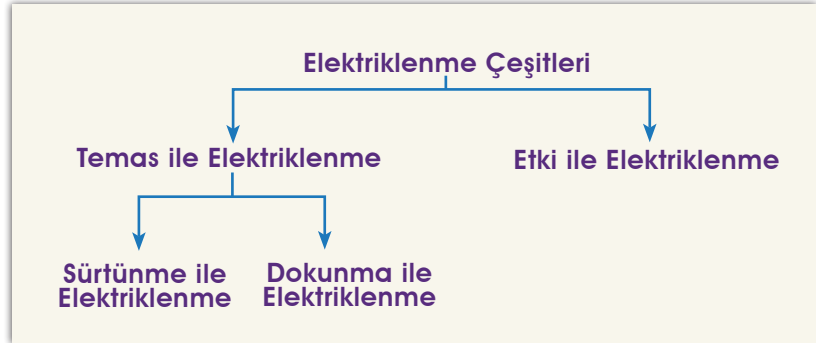 Elektriklenme Çeşitleri
Temas ile Elektriklenme
Etki ile Elektriklenme
Sürtünme ile
Elektriklenme
Dokunma ile
Elektriklenme